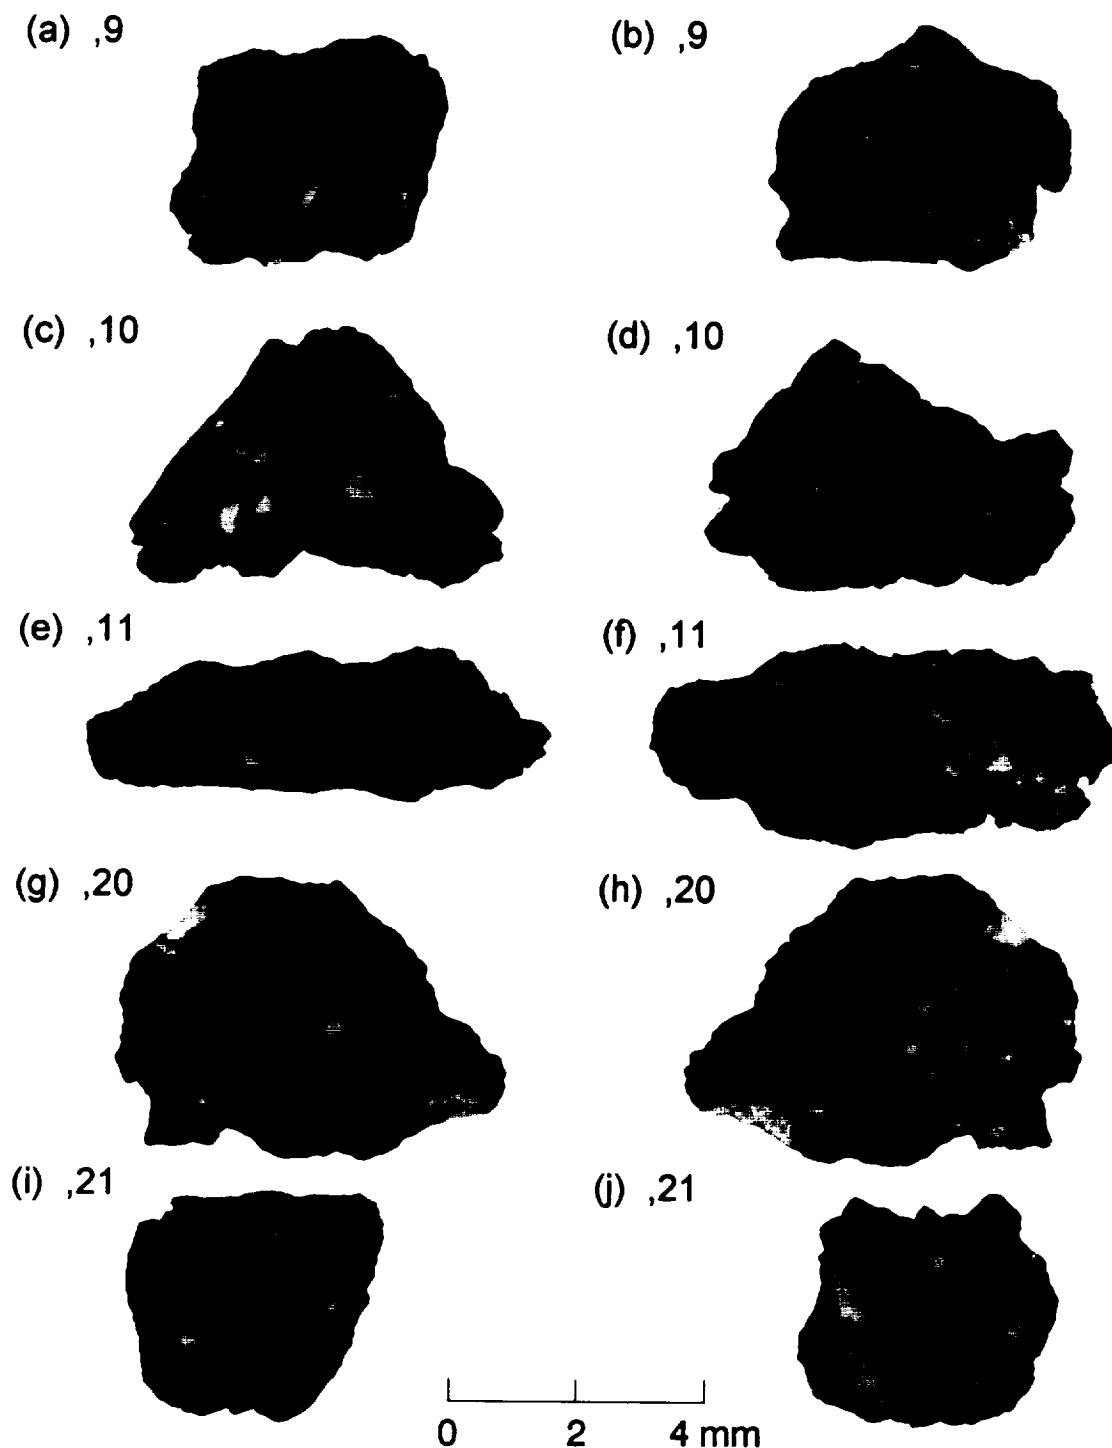 (a) ,9
(b) ,9
(c) ,10
(d) ,10
(e) ,11
(f) ,11
(g) ,20
(h) ,20
(i) ,21
(j) ,21
0 2 4 mm